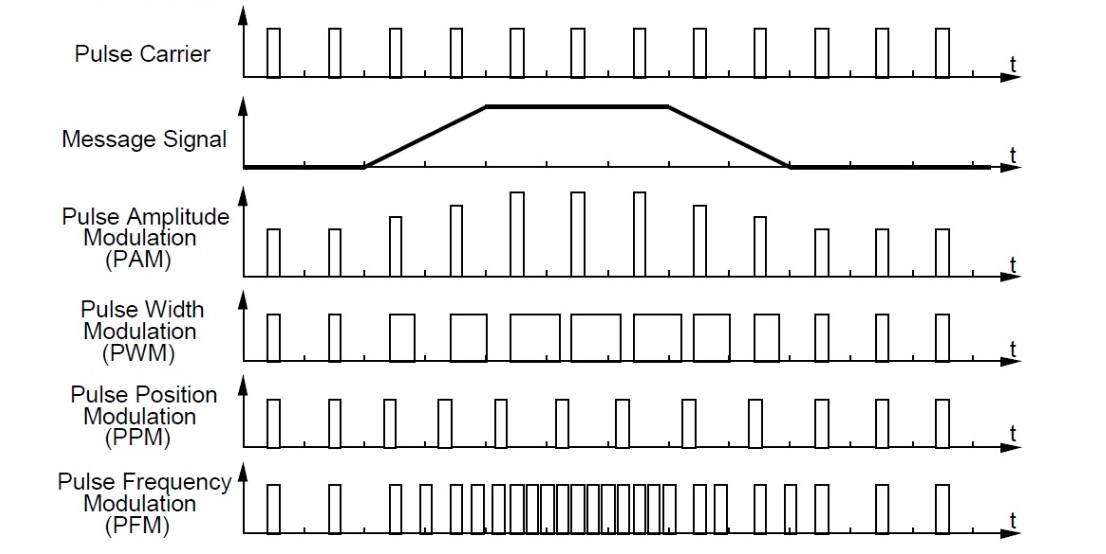 Pulse Carrier
t
Message Signal
t
Pulse Amplitude
Modulation
(PAM)
t
Pulse Width
Modulation
(PWM)
t
Pulse Position
Modulation
(PPM)
t
Pulse Frequency
Modulation
(PFM)
t